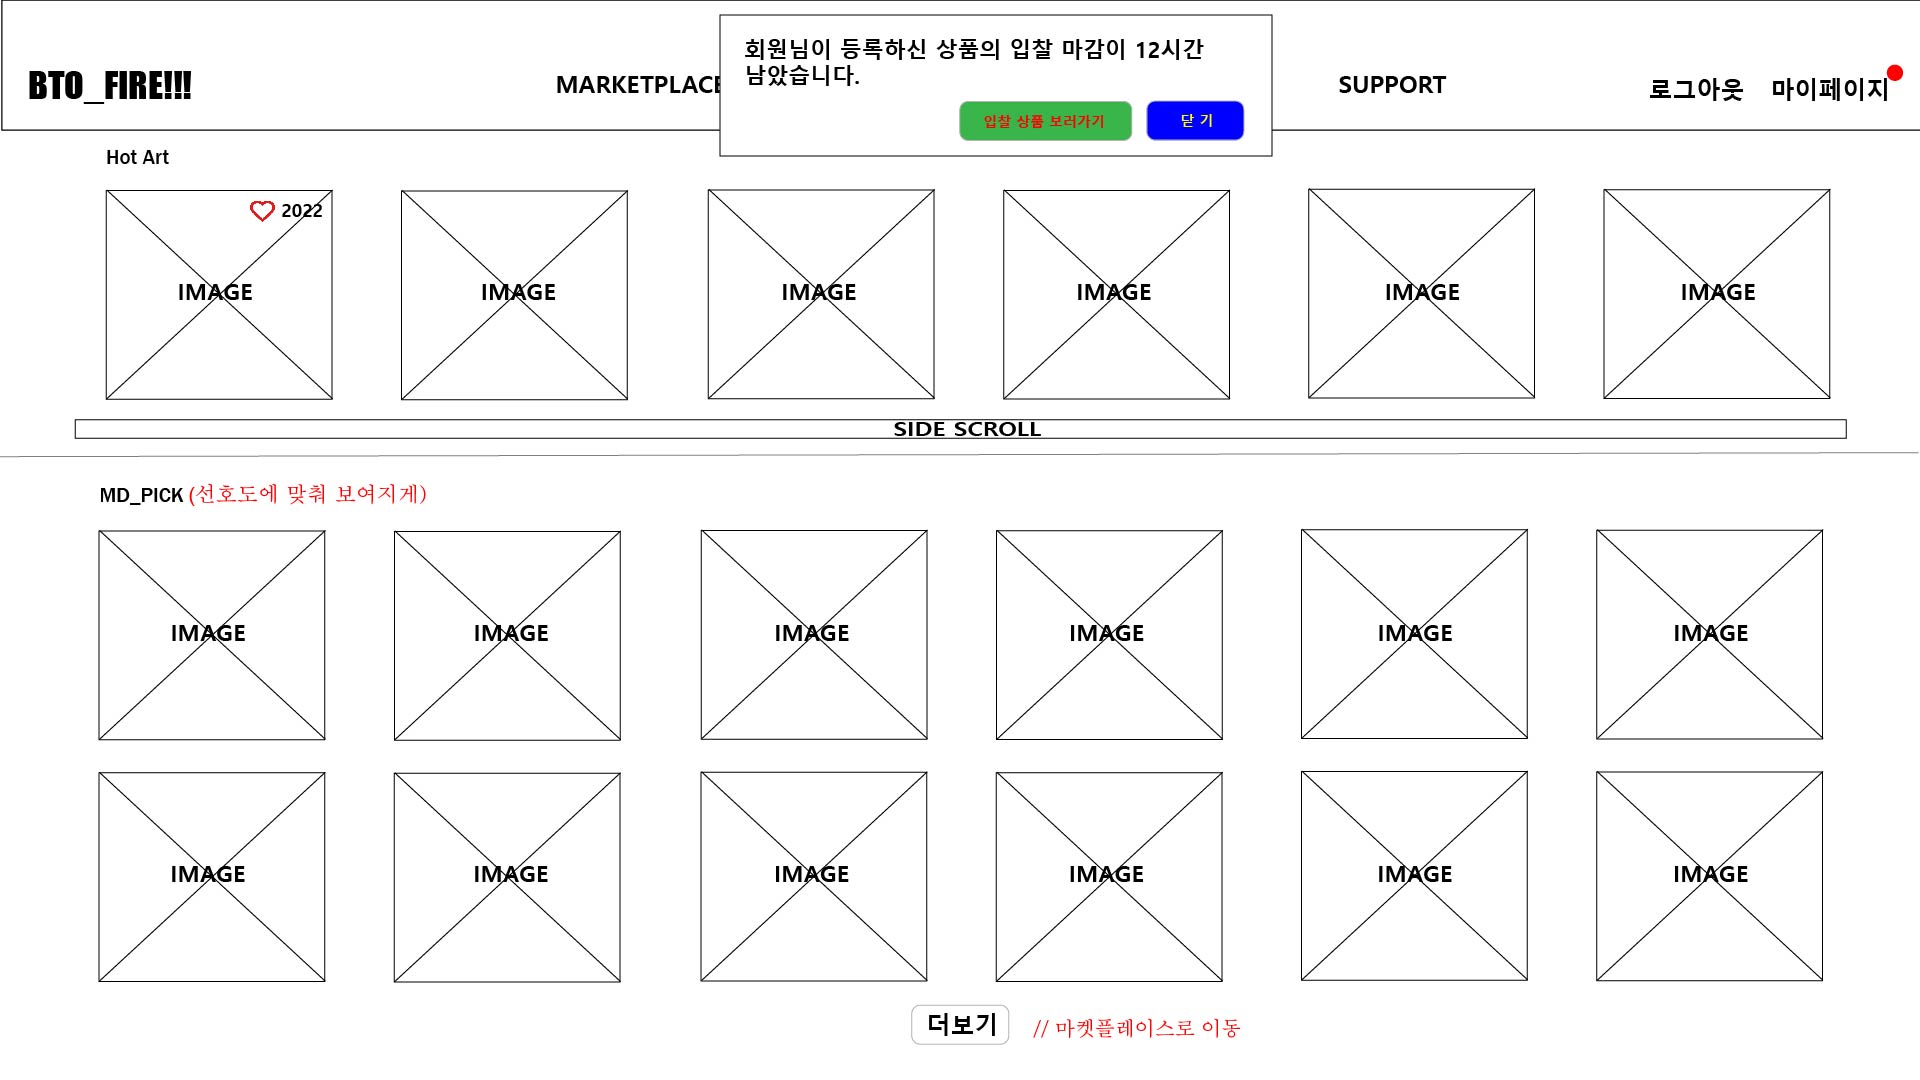 BTO_FIRE!!!
MARKETPLACE
회원님이 등록하신 상품의 입찰 마감이 12시간
남았습니다.
입찰 상품 보러가기
닫 기
SUPPORT
로그아웃
마이페이지
Hot Art
2022
IMAGE
IMAGE
IMAGE
IMAGE
IMAGE
IMAGE
SIDE SCROLL
MD_PICK (선호도에 맞춰 보여지게)
IMAGE
IMAGE
IMAGE
IMAGE
IMAGE
IMAGE
IMAGE
IMAGE
IMAGE
IMAGE
IMAGE
IMAGE
더보기
// 마켓플레이스로 이동